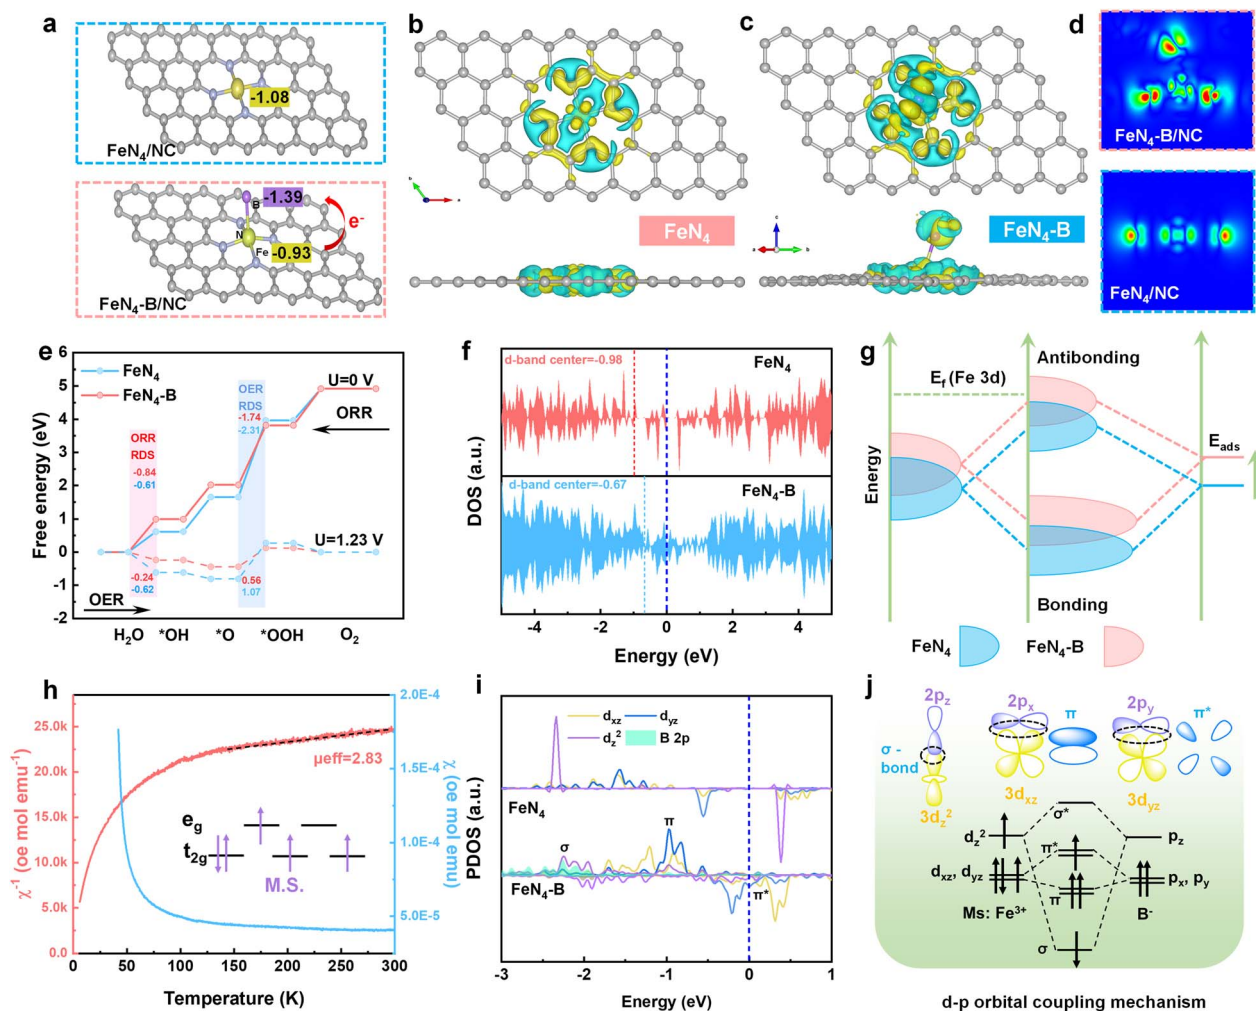 a
-1.08
FeN4/NC
B
-1.39
N
e-
Fe
-0.93
FeN4-B/NC
b
b
a
FeN4
c
c
a
b
FeN4-B
d
FeN4-B/NC
FeN4/NC
e
FeN4
FeN4-B
U=0 V
ORR
OER
RDS
-1.74
-2.31
ORR
RDS
-0.84
-0.61
U=1.23 V
-0.24
-0.62
0.56
1.07
OER
6
5
4
3
2
1
0
-1
-2
Free energy (eV)
H2O
*OH
*O
*OOH
O2
f
d-band center=-0.98
FeN4
d-band center=-0.67
FeN4-B
DOS (a.u.)
-4
-2
0
2
4
Energy (eV)
g
Antibonding
Ef (Fe 3d)
Eads
Energy
Bonding
FeN4
FeN4-B
h
25.0k
20.0k
15.0k
10.0k
5.0k
0.0
χ-1 (oe mol emu-1)
μeff=2.83
eg
t2g
M.S.
2.0E-4
1.5E-4
1.0E-4
5.0E-5
χ (oe mol emu)
0
50
100
150
200
250
300
Temperature (K)
i
dxz
dyz
dz2
B 2p
FeN4
π
σ
FeN4-B
π*
PDOS (a.u.)
-3
-2
-1
0
1
Energy (eV)
j
2pz
2px
π
2py
π*
σ -
bond
3dz2
3dxz
3dyz
σ*
dz2
pz
π*
dxz, dyz
px, py
π
Ms: Fe3+
B-
σ
d-p orbital coupling mechanism